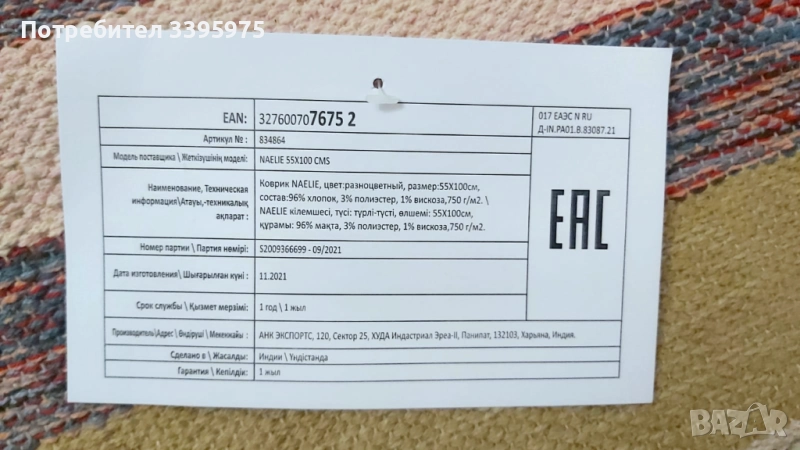 Потребител 3395975
EAN: 3276007076752
017 ЕАЭС N RU
Д-IN.РА01.В.83087.21
Артикул № : 834864
Модель поставщика \ Жеткізушінің моделі: NAELIE 55X100 CMS
Наименование, Техническая
информация\Атауы,-техникалық
ақпарат :
Коврик NAELIE, цвет:разноцветный, размер:55X100см,
состав:96% хлопок, 3% полиэстер, 1% вискоза,750 г/м2. \
NAELIE кілемшесі, түсі: түрлі-түсті, өлшемі: 55X100см,
құрамы: 96% мақта, 3% полиэстер, 1% вискоза,750 г/м2.
EAC
Номер партии \ Партия нөмірі: S2009366699 - 09/2021
Дата изготовления\ Шығарылған күні : 11.2021
Срок службы \ Қызмет мерзімі: 1 год \ 1 жыл
Производитель\Адрес \ Өндіруші \ Мекенжайы : АНК ЭКСПОРТС, 120, Сектор 25, ХУДА Индастриал Эреа-II, Панипат, 132103, Харьяна, Индия.
Сделано в \ Жасалды: Индии \ Үндістанда
Гарантия \ Кепілдік: 1 жыл
BAZAR